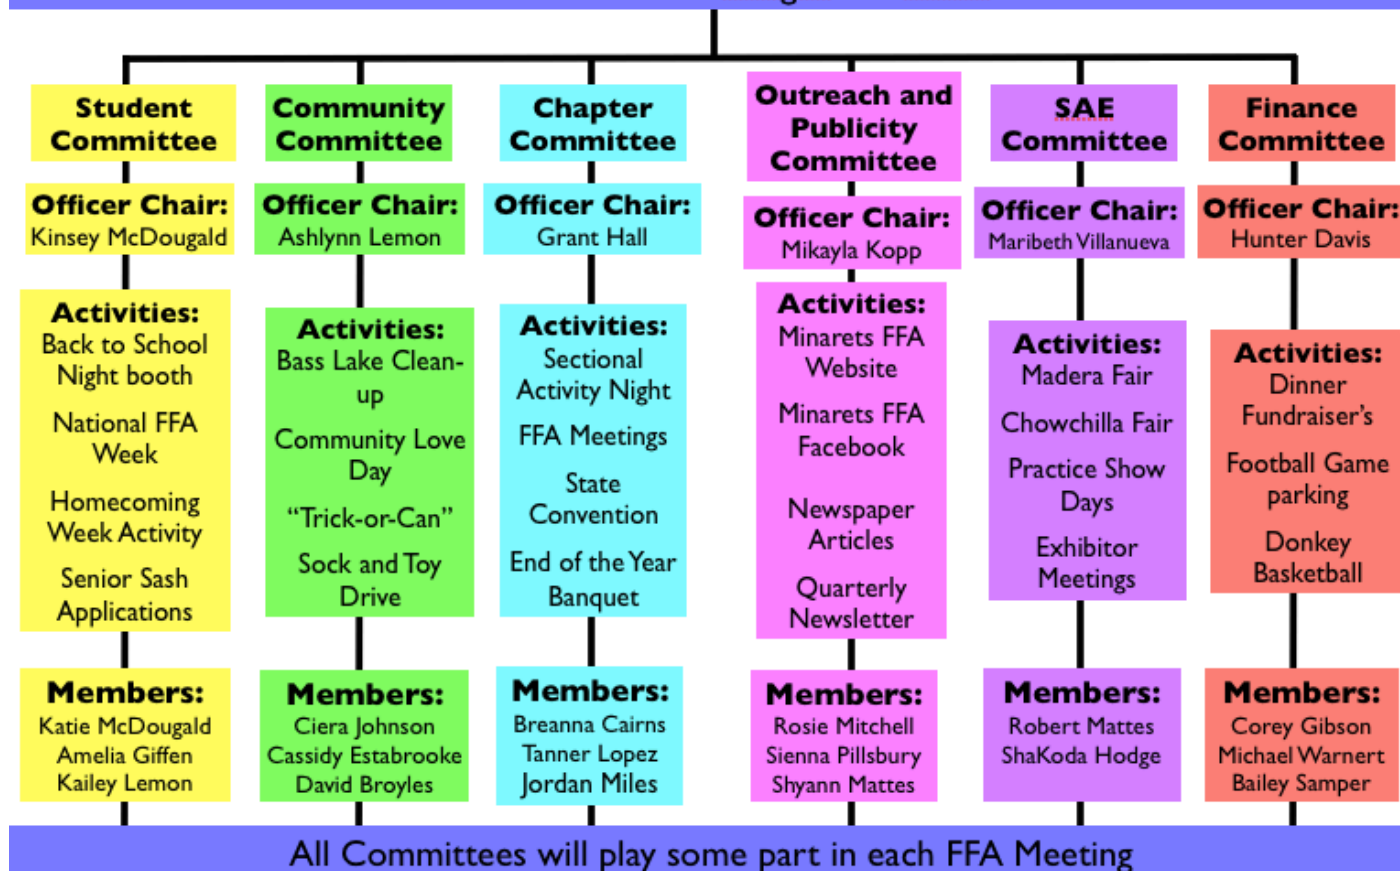 Student
Committee
Officer Chair:
Kinsey McDougald
Activities:
Back to School
Night booth
National FFA
Week
Homecoming
Week Activity
Senior Sash
Applications
Members:
Katie McDougald
Amelia Giffen
Kailey Lemon
Community
Committee
Officer Chair:
Ashlynn Lemon
Activities:
Bass Lake Clean-
up
Community Love
Day
“Trick-or-Can”
Sock and Toy
Drive
Members:
Ciera Johnson
Cassidy Estabrooke
David Broyles
Chapter
Committee
Officer Chair:
Grant Hall
Activities:
Sectional
Activity Night
FFA Meetings
State
Convention
End of the Year
Banquet
Members:
Breanna Cairns
Tanner Lopez
Jordan Miles
Outreach and
Publicity
Committee
Officer Chair:
Mikayla Kopp
Activities:
Minarets FFA
Website
Minarets FFA
Facebook
Newspaper
Articles
Quarterly
Newsletter
Members:
Rosie Mitchell
Sienna Pillsbury
Shyann Mattes
SAE
Committee
Officer Chair:
Maribeth Villanueva
Activities:
Madera Fair
Chowchilla Fair
Practice Show
Days
Exhibitor
Meetings
Members:
Robert Mattes
ShaKoda Hodge
Finance
Committee
Officer Chair:
Hunter Davis
Activities:
Dinner
Fundraiser’s
Football Game
parking
Donkey
Basketball
Members:
Corey Gibson
Michael Warnert
Bailey Samper
All Committees will play some part in each FFA Meeting